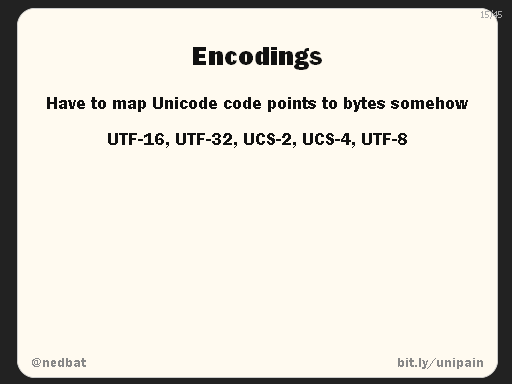 15/45
Encodings
Have to map Unicode code points to bytes somehow
UTF-16, UTF-32, UCS-2, UCS-4, UTF-8
@nedbat
bit.ly/unipain